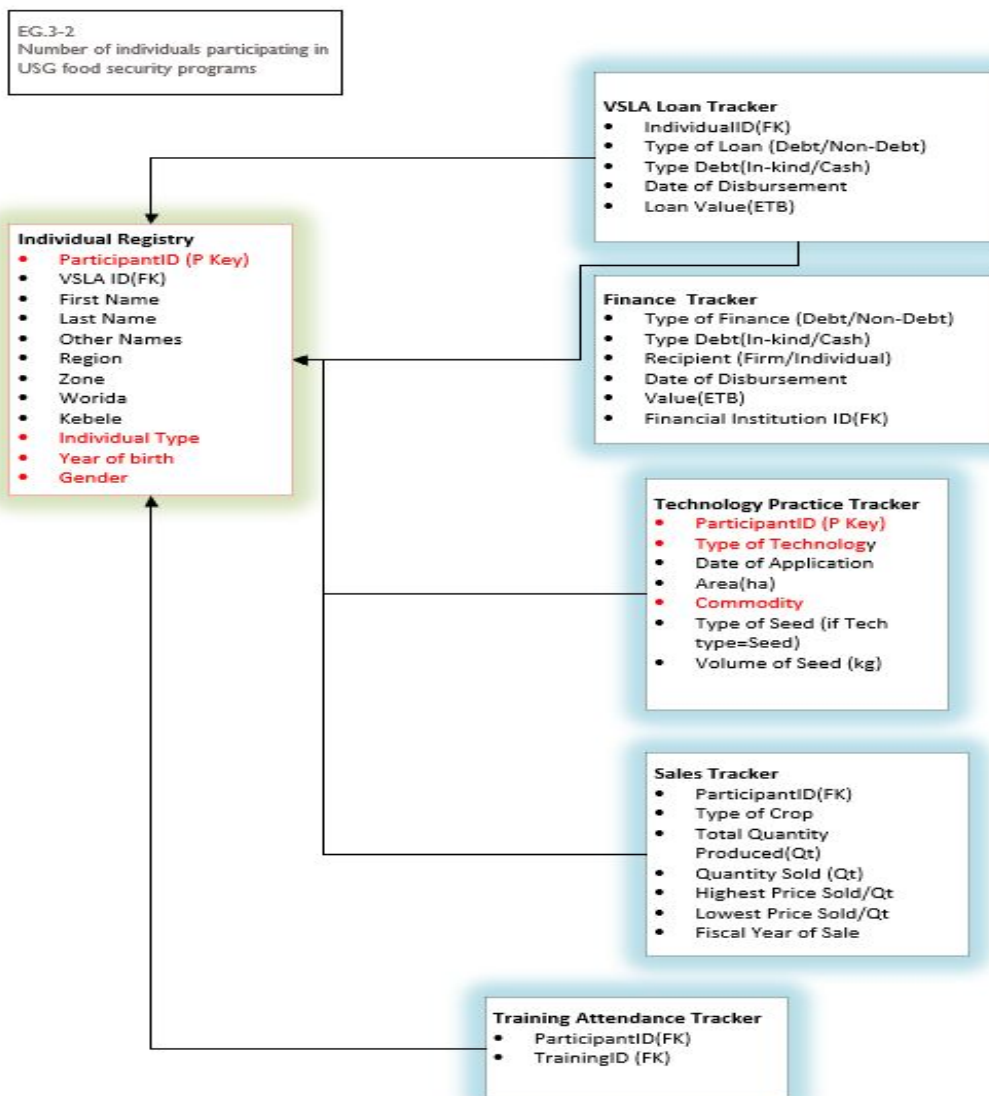 EG.3-2
Number of individuals participating in
USG food security programs
VSLA Loan Tracker
• IndividualID(FK)
• Type of Loan (Debt/Non-Debt)
• Type Debt(In-kind/Cash)
• Date of Disbursement
• Loan Value(ETB)
Individual Registry
• ParticipantID (P Key)
• VSLA ID(FK)
• First Name
• Last Name
• Other Names
• Region
• Zone
• Worida
• Kebele
• Individual Type
• Year of birth
• Gender
Finance Tracker
• Type of Finance (Debt/Non-Debt)
• Type Debt(In-kind/Cash)
• Recipient (Firm/Individual)
• Date of Disbursement
• Value(ETB)
• Financial Institution ID(FK)
Technology Practice Tracker
• ParticipantID (P Key)
• Type of Technology
• Date of Application
• Area(ha)
• Commodity
• Type of Seed (if Tech
type=Seed)
• Volume of Seed (kg)
Sales Tracker
• ParticipantID(FK)
• Type of Crop
• Total Quantity
Produced(Qt)
• Quantity Sold (Qt)
• Highest Price Sold/Qt
• Lowest Price Sold/Qt
• Fiscal Year of Sale
Training Attendance Tracker
• ParticipantID(FK)
• TrainingID (FK)